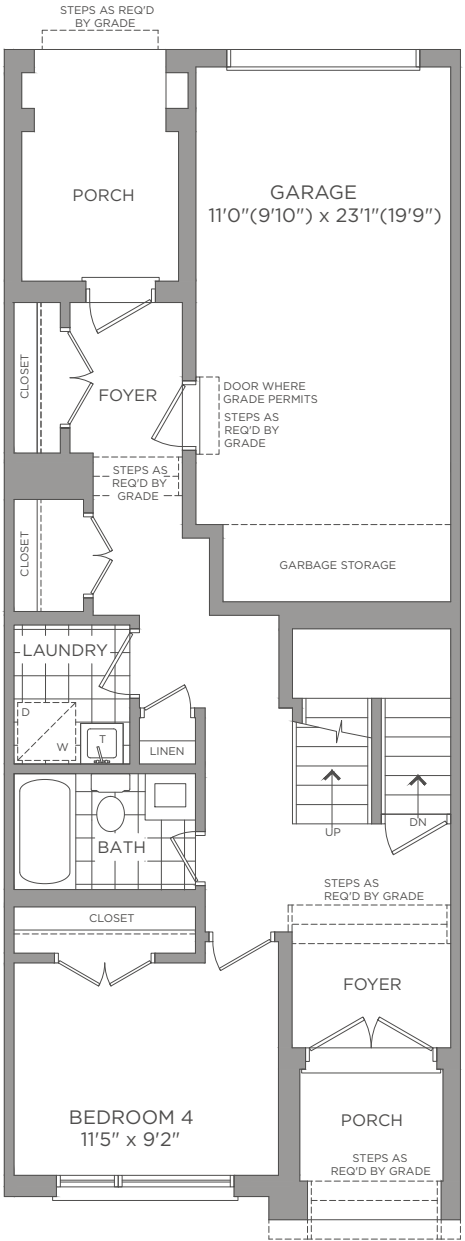 STEPS AS REQ'D
BY GRADE
PORCH
GARAGE
11'0"(9'10") x 23'1"(19'9")
CLOSET
FOYER
DOOR WHERE
GRADE PERMITS
STEPS AS
REQ'D BY
GRADE
STEPS AS
REQ'D BY
GRADE
CLOSET
GARBAGE STORAGE
LAUNDRY
D
W
T
LINEN
UP
DN
BATH
STEPS AS
REQ'D BY GRADE
CLOSET
FOYER
BEDROOM 4
11'5" x 9'2"
PORCH
STEPS AS
REQ'D BY GRADE